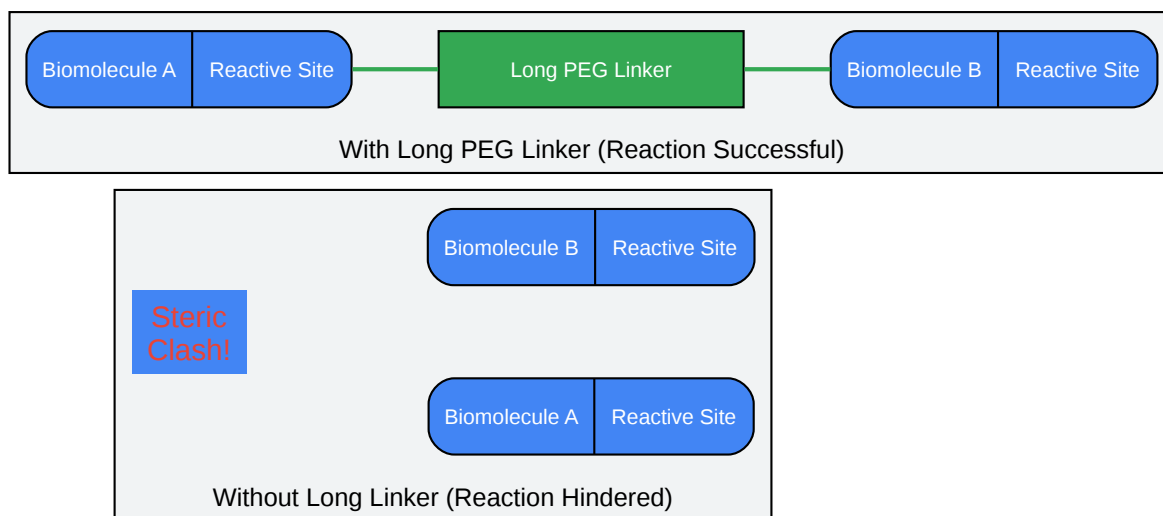 Biomolecule A Reactive Site Long PEG Linker Biomolecule B Reactive Site
With Long PEG Linker (Reaction Successful)
Biomolecule B Reactive Site
Steric
Clash!
Biomolecule A Reactive Site
Without Long Linker (Reaction Hindered)